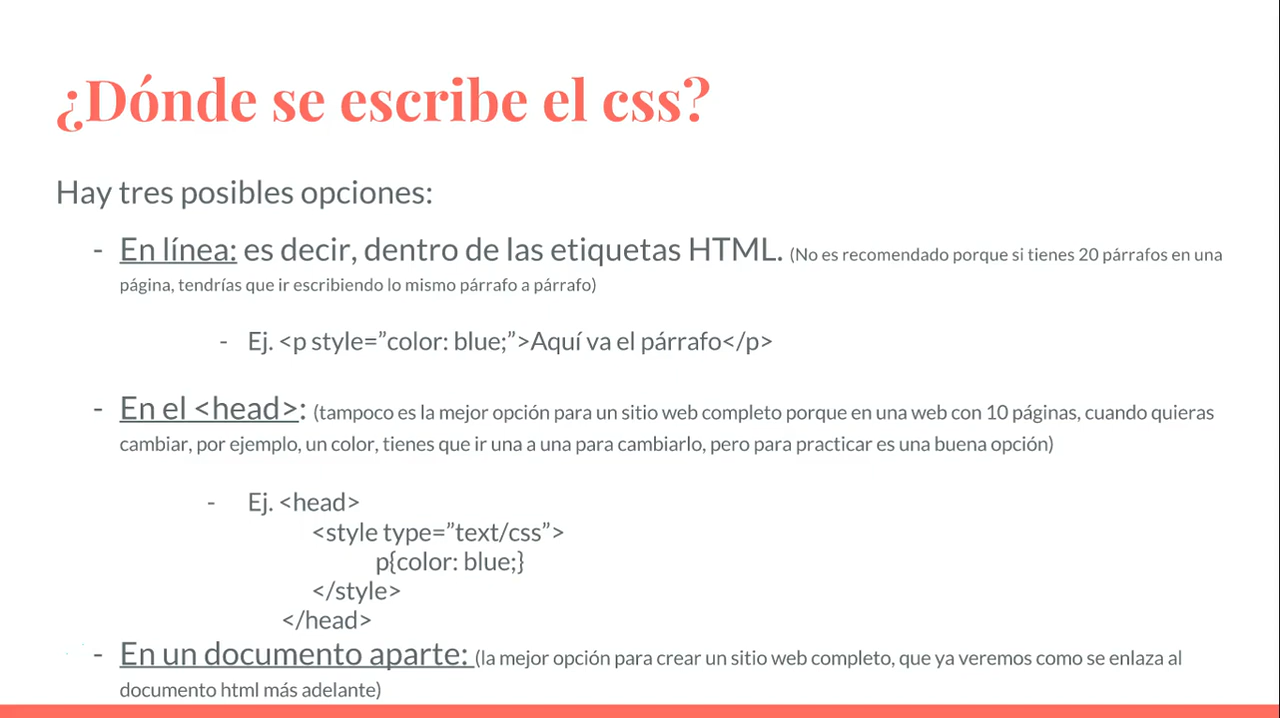 ¿Dónde se escribe el css?
Hay tres posibles opciones:
- En línea: es decir, dentro de las etiquetas HTML. (No es recomendado porque si tienes 20 párrafos en una
página, tendrías que ir escribiendo lo mismo párrafo a párrafo)
- Ej. <p style=”color: blue;”>Aquí va el párrafo</p>
- En el <head>: (tampoco es la mejor opción para un sitio web completo porque en una web con 10 páginas, cuando quieras
cambiar, por ejemplo, un color, tienes que ir una a una para cambiarlo, pero para practicar es una buena opción)
- Ej. <head>
<style type=”text/css”>
p{color: blue;}
</style>
</head>
- En un documento aparte: (la mejor opción para crear un sitio web completo, que ya veremos como se enlaza al
documento html más adelante)